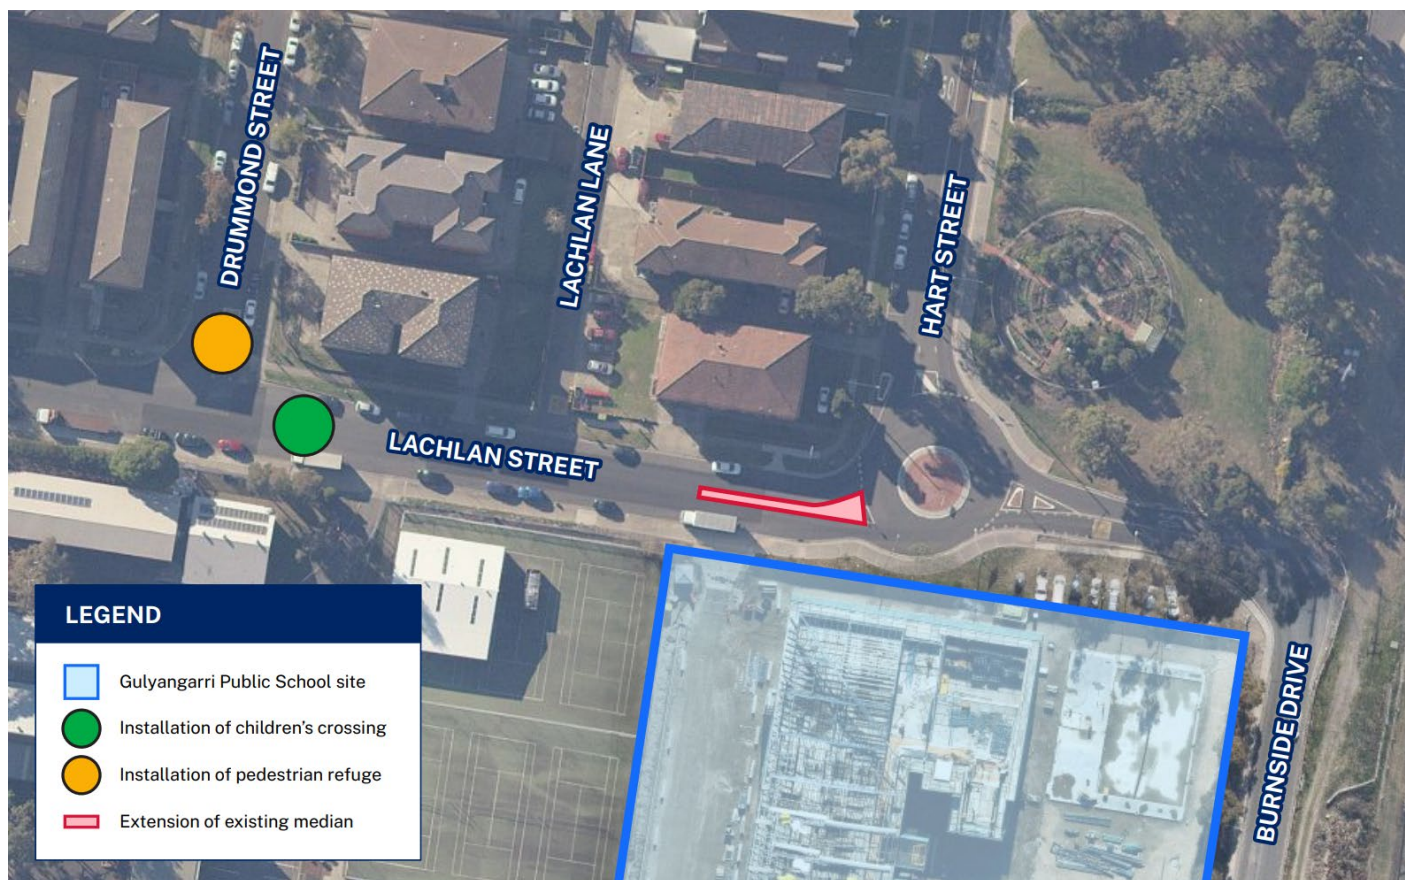 DRUMMOND STREET
LACHLAN LANE
HART STREET
LACHLAN STREET
BURNSIDE DRIVE
LEGEND
Gulyangarri Public School site
Installation of children’s crossing
Installation of pedestrian refuge
Extension of existing median